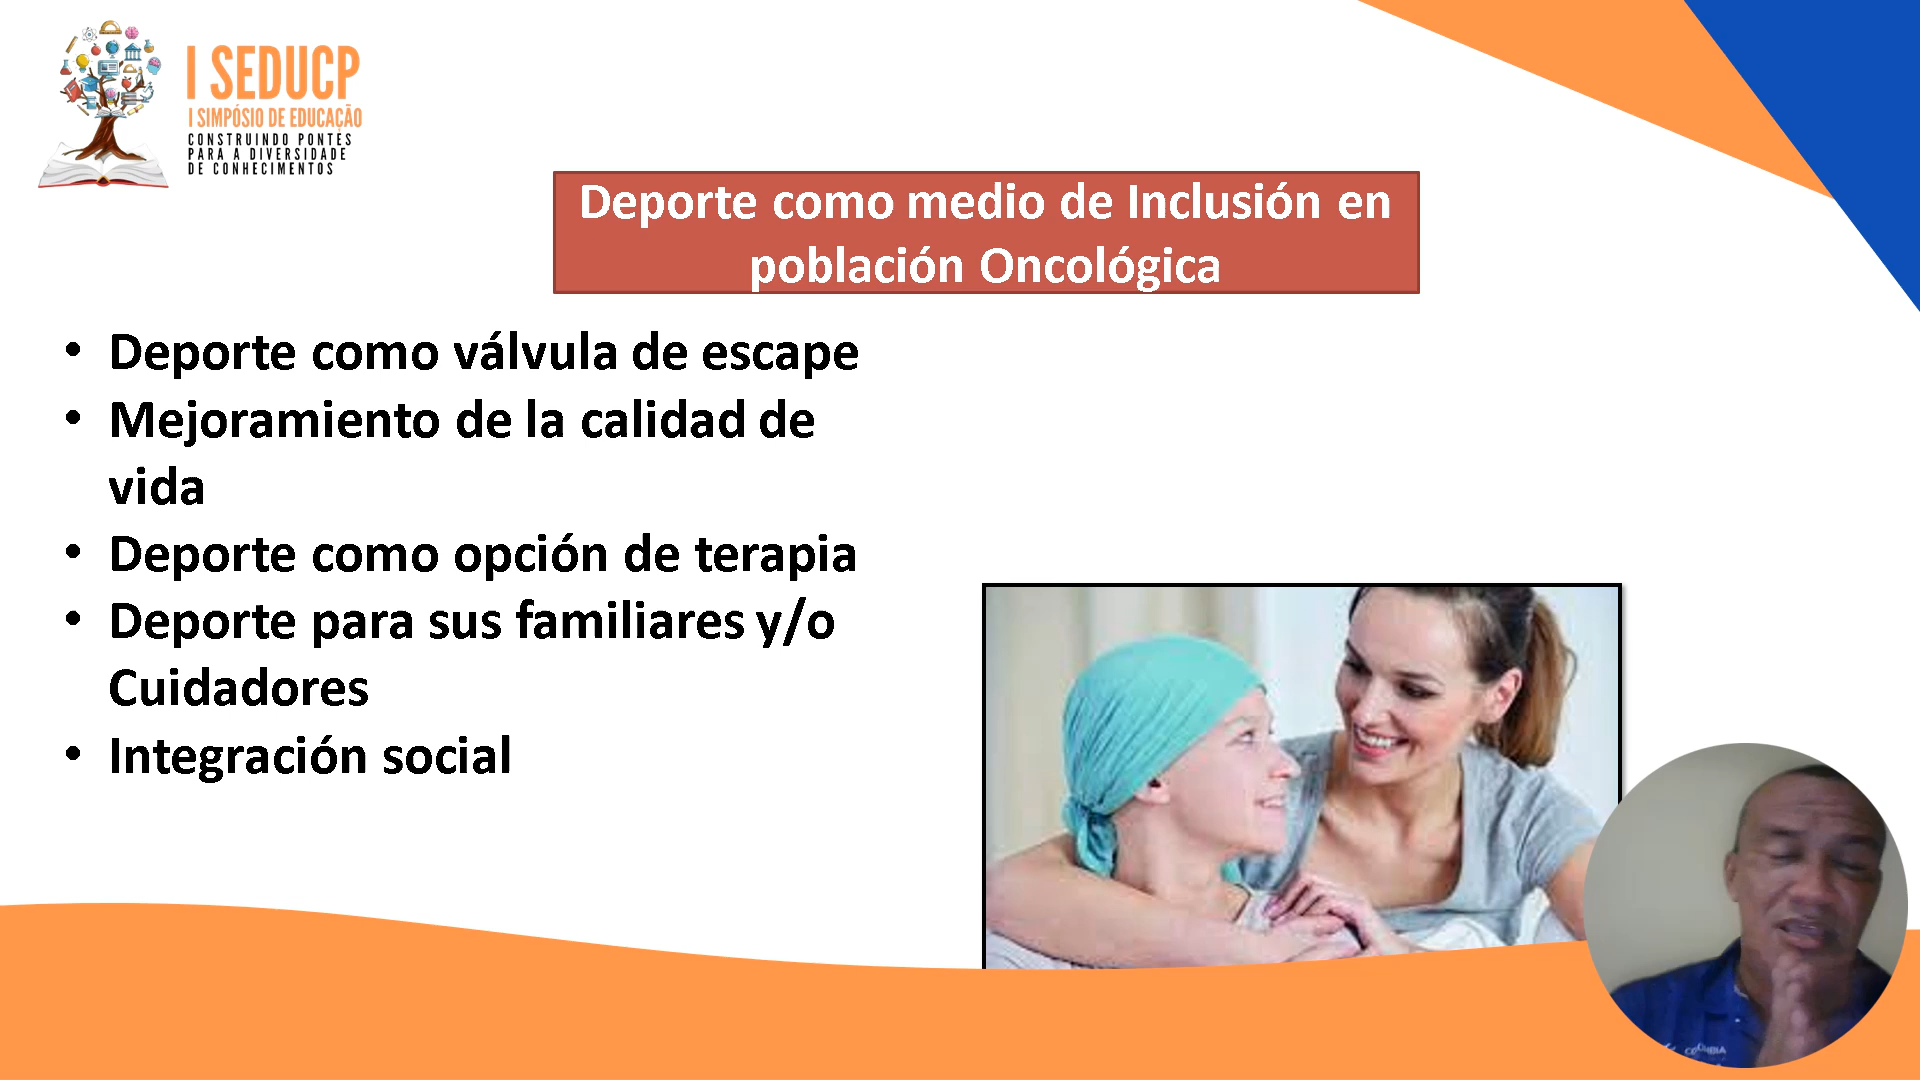 I SEDUCP
I SIMPÓSIO DE EDUCAÇÃO
CONSTRUINDO PONTES
PARA A DIVERSIDADE
DE CONHECIMENTOS
Deporte como medio de Inclusión en
población Oncológica
• Deporte como válvula de escape
• Mejoramiento de la calidad de
vida
• Deporte como opción de terapia
• Deporte para sus familiares y/o
Cuidadores
• Integración social
COLOMBIA